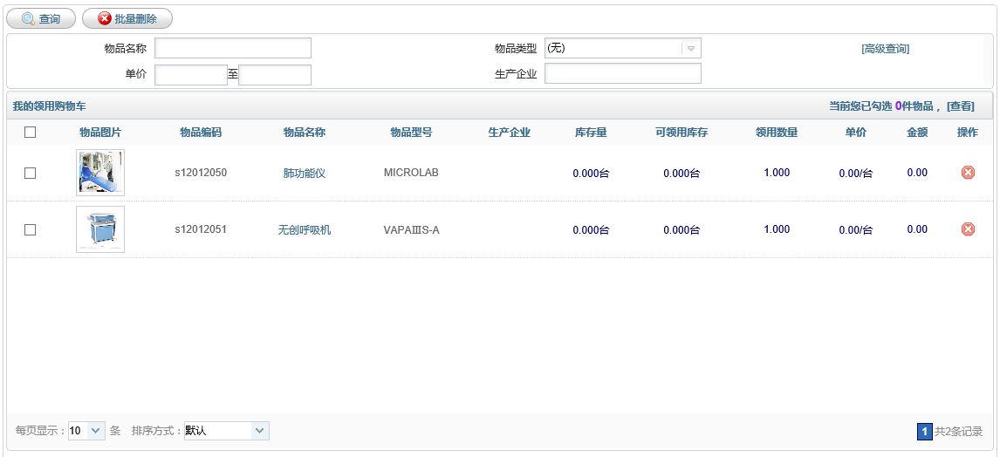 查询 批量删除
物品名称 物品类型 (无) [高级查询]
单价 至 生产企业
我的领用购物车 当前您已勾选 0件物品， [查看]
物品图片 物品编码 物品名称 物品型号 生产企业 库存量 可领用库存 领用数量 单价 金额 操作
s12012050 肺功能仪 MICROLAB 0.000台 0.000台 1.000 0.00/台 0.00
s12012051 无创呼吸机 VAPAⅢS-A 0.000台 0.000台 1.000 0.00/台 0.00
每页显示：10 条 排序方式：默认 1 共2条记录